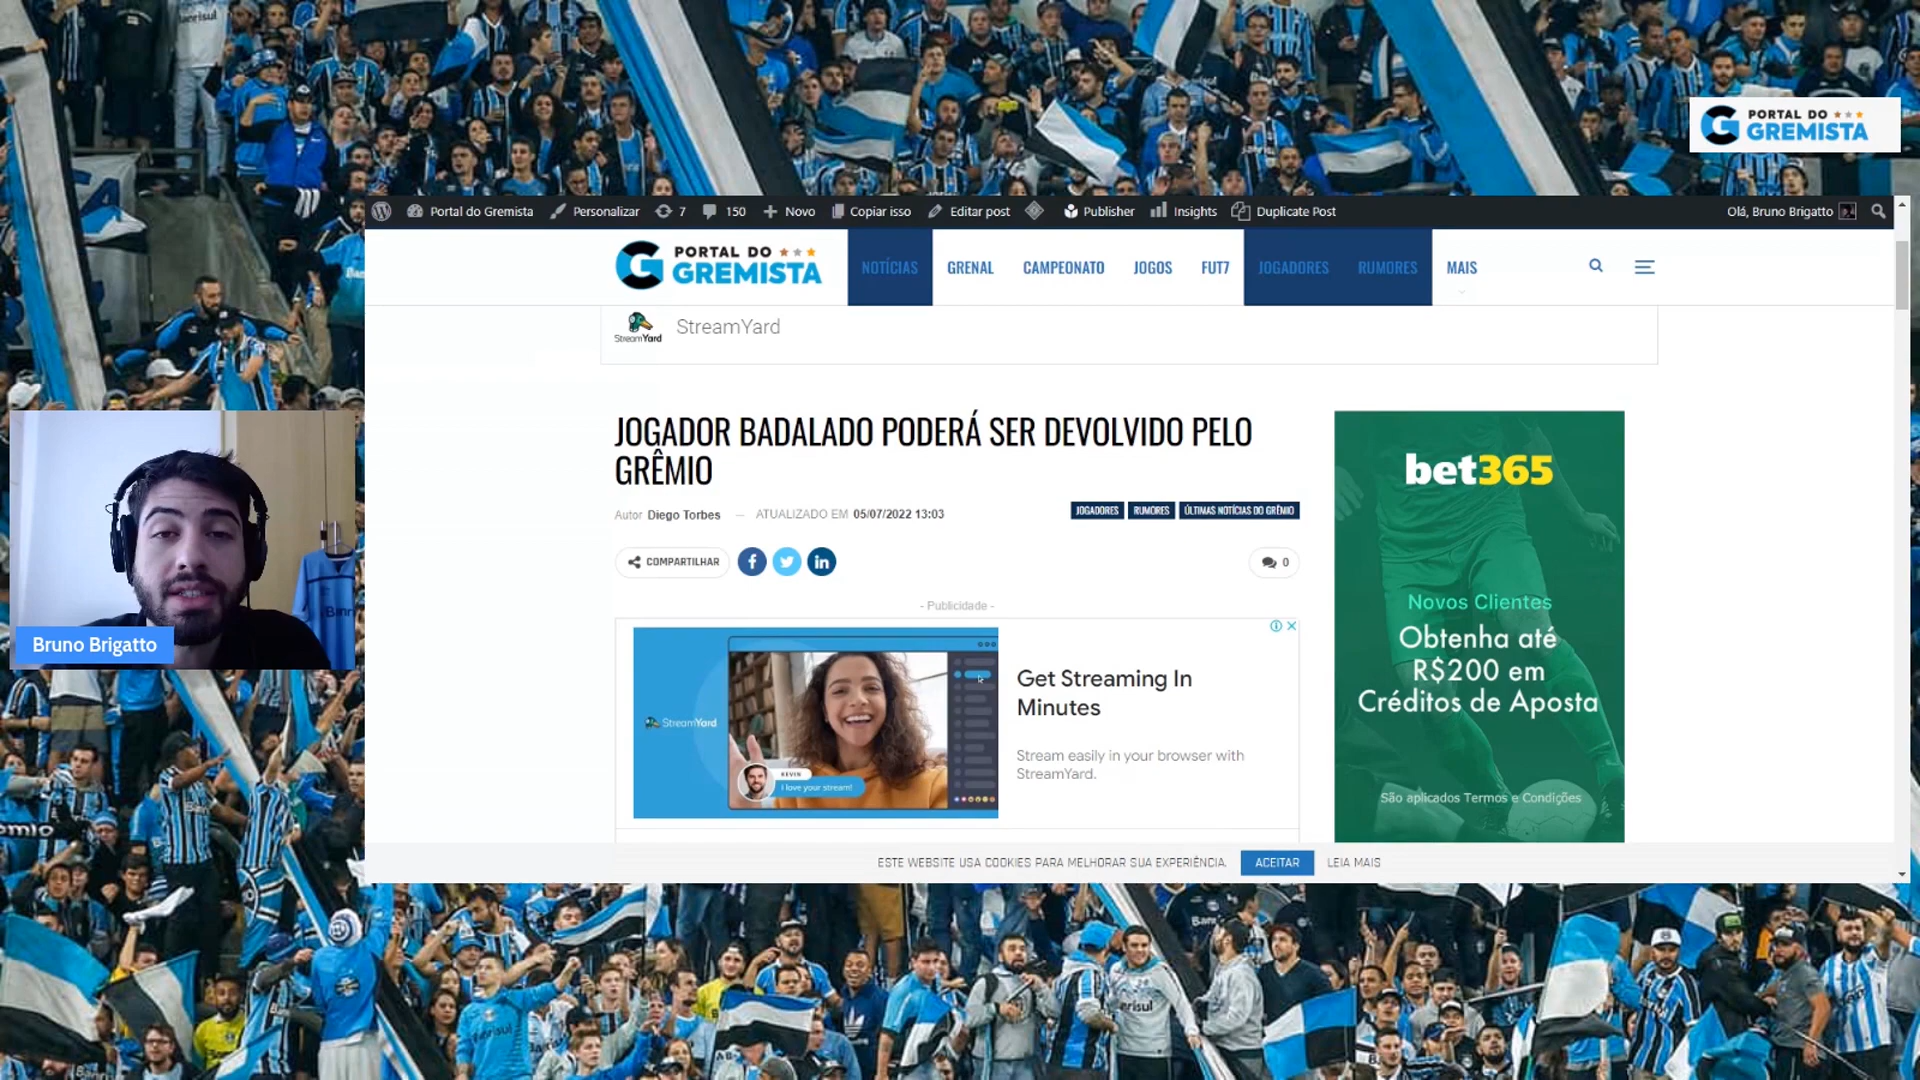 PORTAL DO
GREMISTA
Portal do Gremista
Personalizar
7
150
Novo
Copiar isso
Editar post
Publisher
Insights
Duplicate Post
Olá, Bruno Brigatto
PORTAL DO
GREMISTA
NOTÍCIAS
GRENAL
CAMPEONATO
JOGOS
FUT7
JOGADORES
RUMORES
MAIS
StreamYard
StreamYard
JOGADOR BADALADO PODERÁ SER DEVOLVIDO PELO
GRÊMIO
Autor Diego Torbes — ATUALIZADO EM 05/07/2022 13:03
JOGADORES
RUMORES
ÚLTIMAS NOTÍCIAS DO GRÊMIO
COMPARTILHAR
0
- Publicidade -
StreamYard
KEVIN
i love your stream!
Get Streaming In
Minutes
Stream easily in your browser with
StreamYard.
bet365
Novos Clientes
Obtenha até
R$200 em
Créditos de Aposta
São aplicados Termos e Condições
Bruno Brigatto
ESTE WEBSITE USA COOKIES PARA MELHORAR SUA EXPERIÊNCIA.
ACEITAR
LEIA MAIS